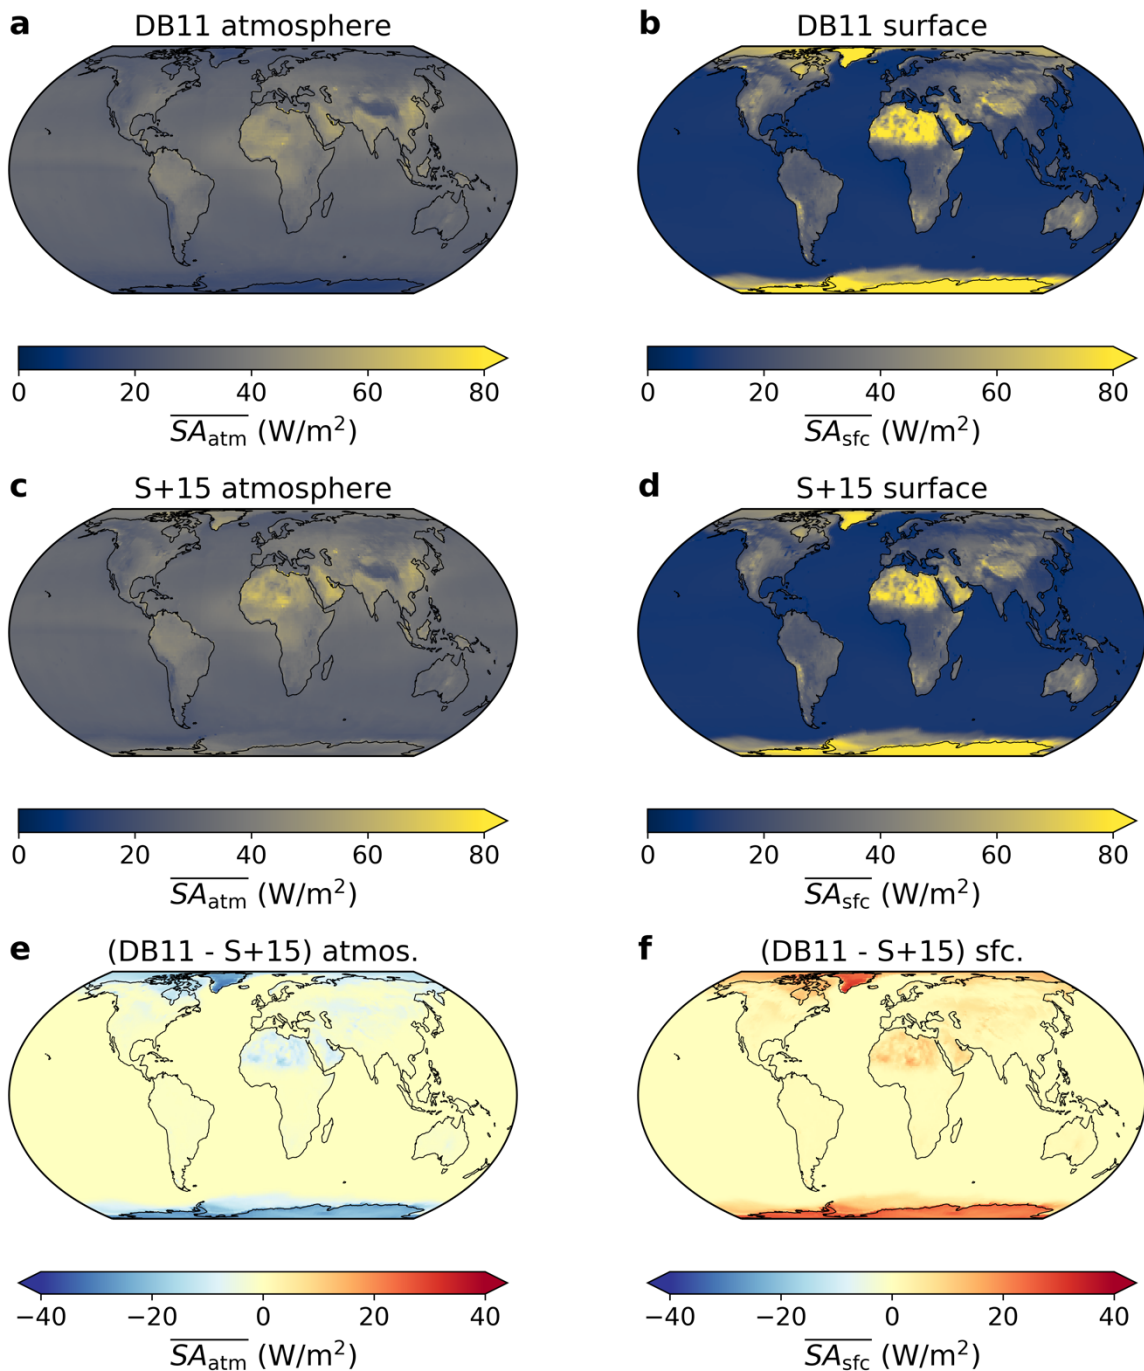 a DB11 atmosphere
b DB11 surface
0 20 40 60 80
SA_atm (W/m²)
0 20 40 60 80
SA_sfc (W/m²)
c S+15 atmosphere
d S+15 surface
0 20 40 60 80
SA_atm (W/m²)
0 20 40 60 80
SA_sfc (W/m²)
e (DB11 - S+15) atmos.
f (DB11 - S+15) sfc.
−40 −20 0 20 40
SA_atm (W/m²)
−40 −20 0 20 40
SA_sfc (W/m²)